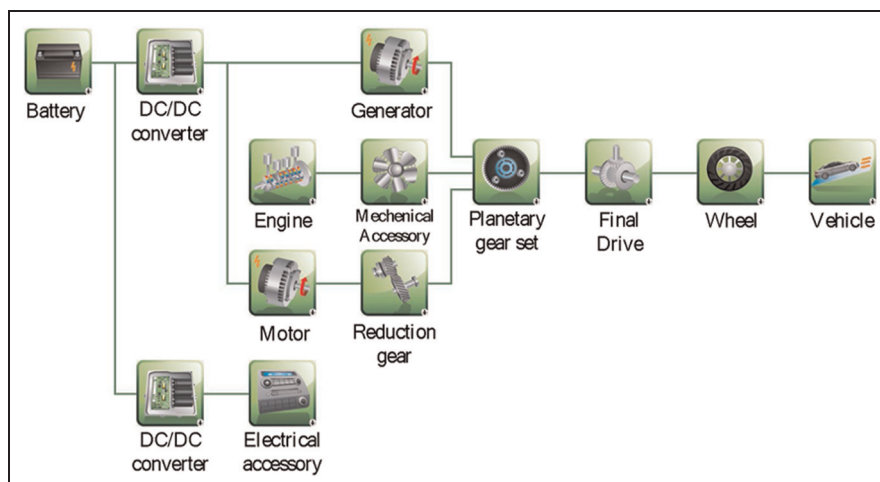 Battery
DC/DC
converter
Generator
Engine
Mechenical
Accessory
Planetary
gear set
Final
Drive
Wheel
Vehicle
Motor
Reduction
gear
DC/DC
converter
Electrical
accessory